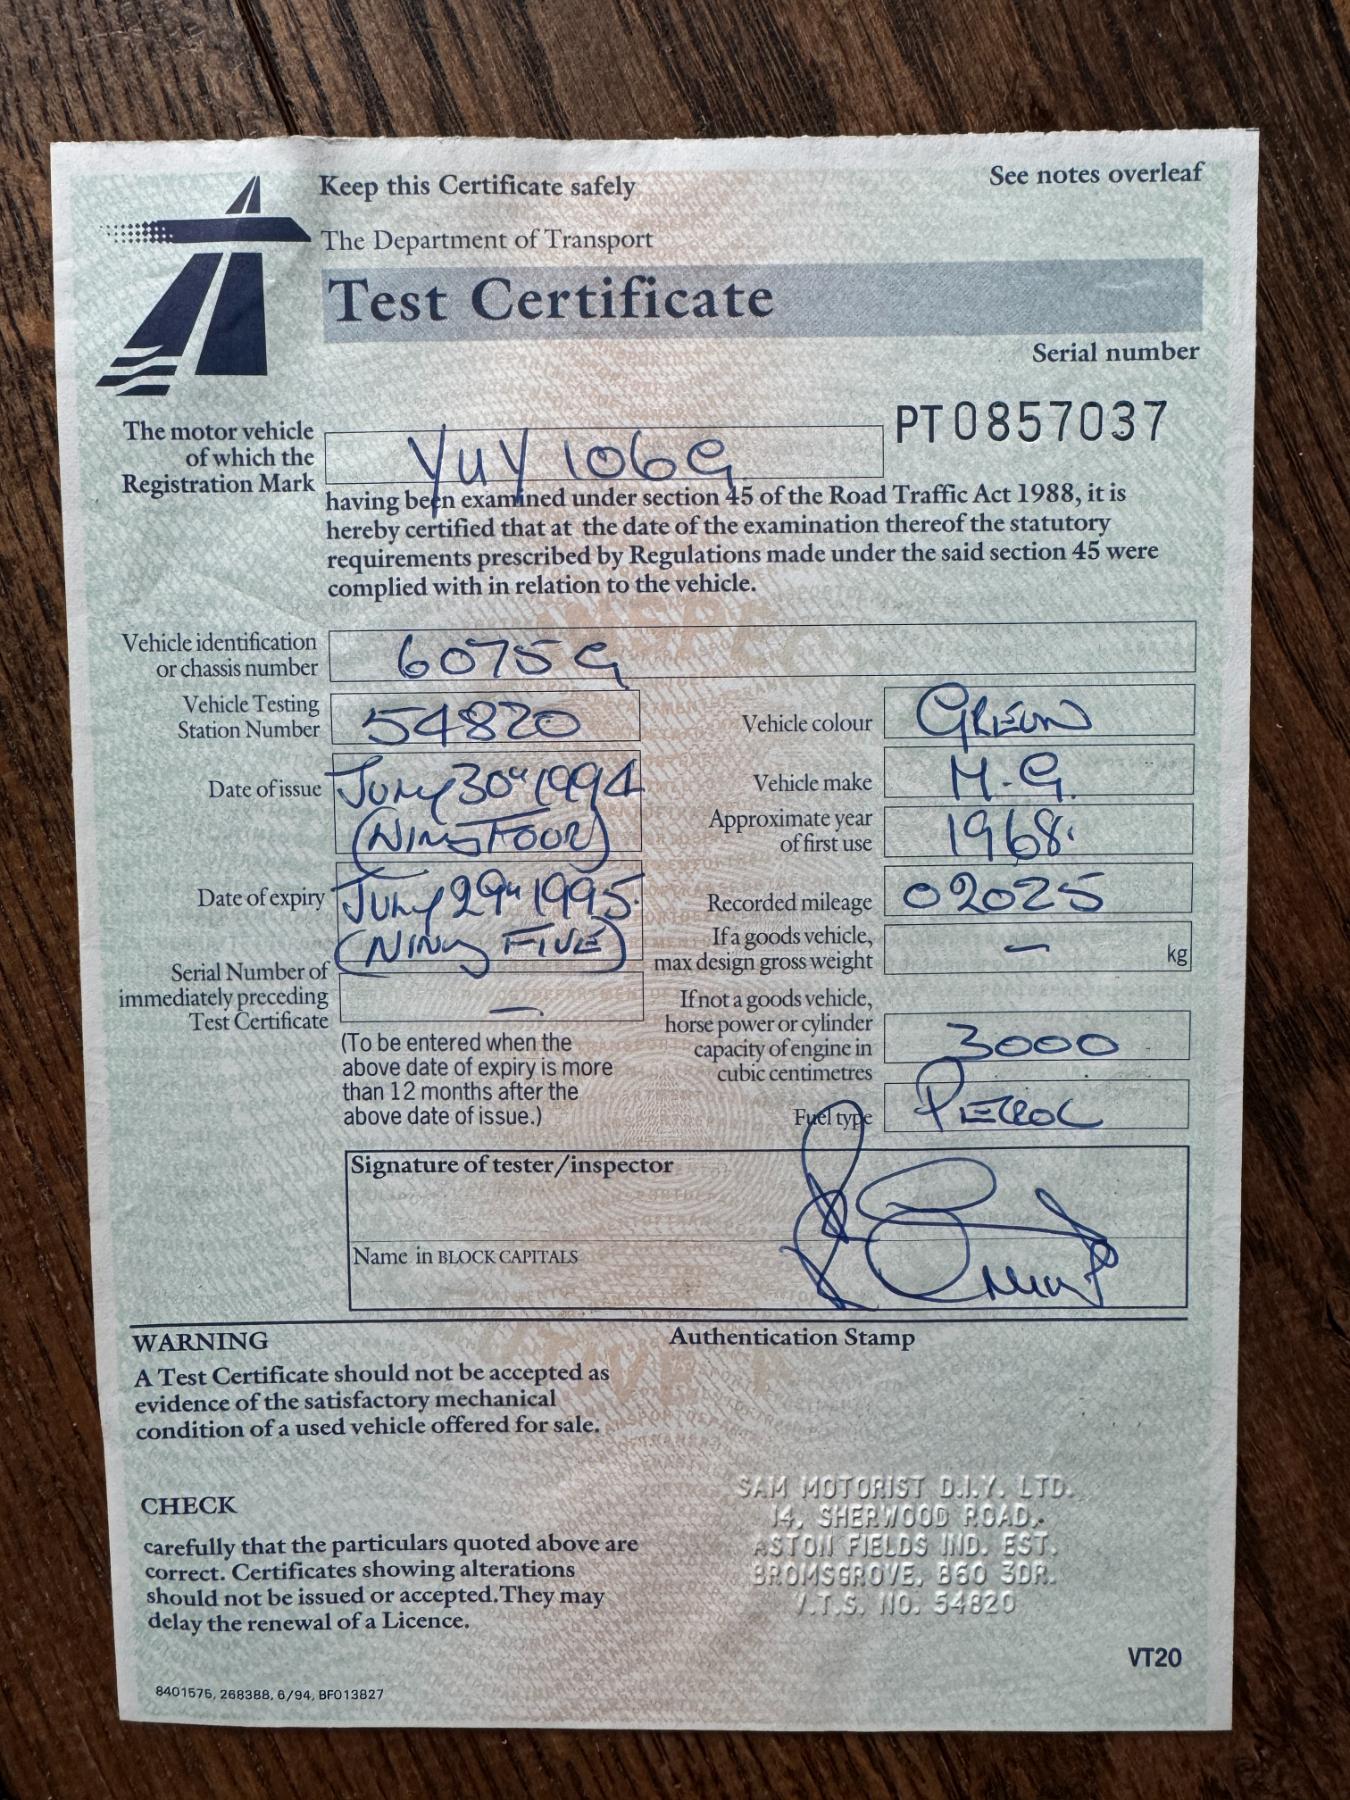 Keep this Certificate safely
See notes overleaf
The Department of Transport
Test Certificate
Serial number
PT0857037
The motor vehicle
of which the
Registration Mark
YUY 106G
having been examined under section 45 of the Road Traffic Act 1988, it is
hereby certified that at the date of the examination thereof the statutory
requirements prescribed by Regulations made under the said section 45 were
complied with in relation to the vehicle.
Vehicle identification
or chassis number
6075G
Vehicle Testing
Station Number
54820
Vehicle colour
GREEN
Date of issue
JULY 30TH 1994
(NINE FOUR)
Vehicle make
M.G.
Approximate year
of first use
1968.
Date of expiry
JULY 29TH 1995.
(NINE FIVE)
Recorded mileage
02025
If a goods vehicle,
max design gross weight
—
kg
Serial Number of
immediately preceding
Test Certificate
—
(To be entered when the
above date of expiry is more
than 12 months after the
above date of issue.)
If not a goods vehicle,
horse power or cylinder
capacity of engine in
cubic centimetres
3000
Fuel type
PETROL
Signature of tester/inspector
Name in BLOCK CAPITALS
WARNING
A Test Certificate should not be accepted as
evidence of the satisfactory mechanical
condition of a used vehicle offered for sale.
Authentication Stamp
CHECK
carefully that the particulars quoted above are
correct. Certificates showing alterations
should not be issued or accepted. They may
delay the renewal of a Licence.
SAM MOTORIST D.I.Y. LTD.
14, SHERWOOD ROAD,
ASTON FIELDS IND. EST.
BROMSGROVE, B60 3DR.
V.T.S. NO. 54820
VT20
8401575, 268388, 6/94, BF013827